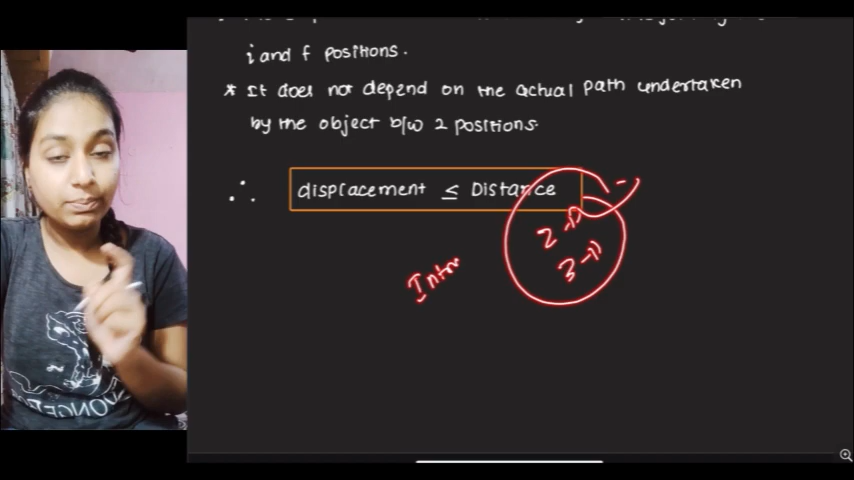 i and f positions.
* It does not depend on the actual path undertaken
by the object b/w 2 positions.
∴ displacement ≤ Distance
2-D
3-D
Intr